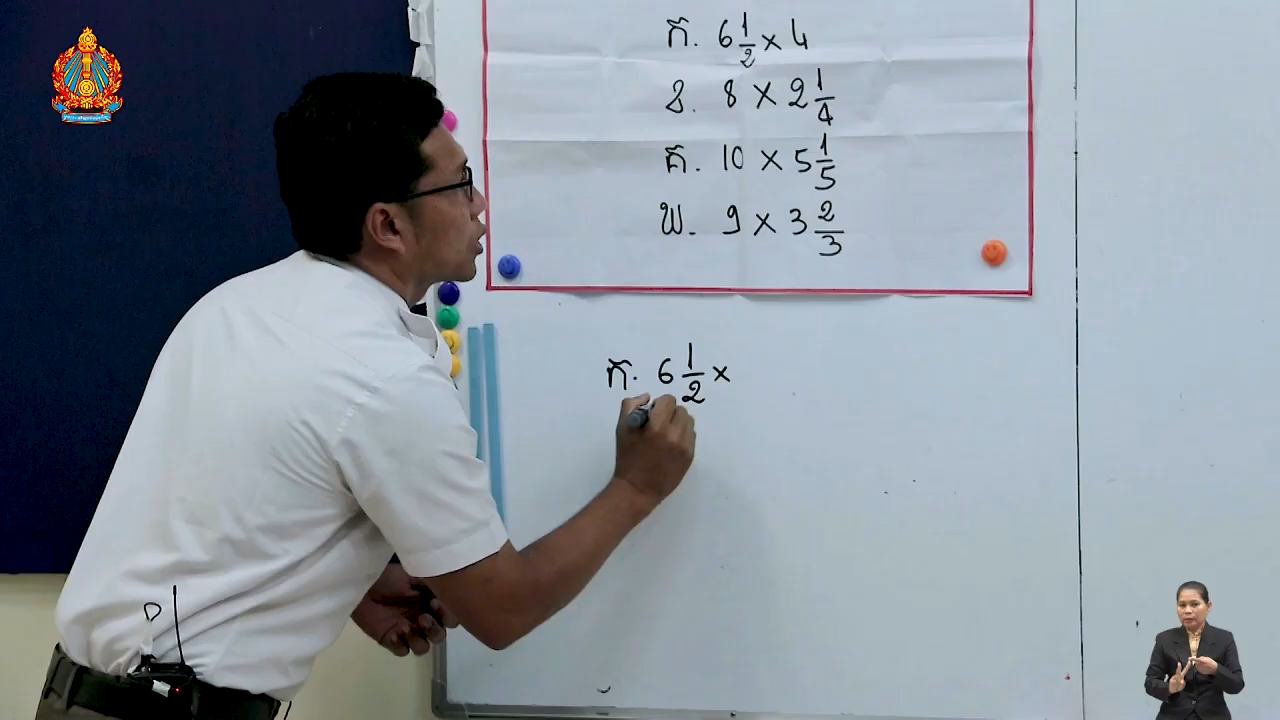 ក. 6 1/2 × 4
ខ. 8 × 2 1/4
គ. 10 × 5 1/5
ឃ. 9 × 3 2/3
ក. 6 1/2 ×